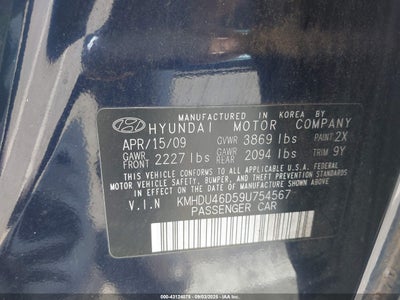 MANUFACTURED IN KOREA BY
HYUNDAI MOTOR COMPANY
APR/15/09 GVWR 3869 lbs PAINT 2X
GAWR FRONT 2227 lbs GAWR REAR 2094 lbs TRIM 9Y
THIS VEHICLE CONFORMS TO ALL APPLICABLE U.S. FEDERAL
MOTOR VEHICLE SAFETY, BUMPER, AND THEFT PREVENTION
STANDARDS IN EFFECT ON THE DATE OF MANUFACTURE
SHOWN ABOVE.
V.I.N KMHDU46D59U754567
PASSENGER CAR